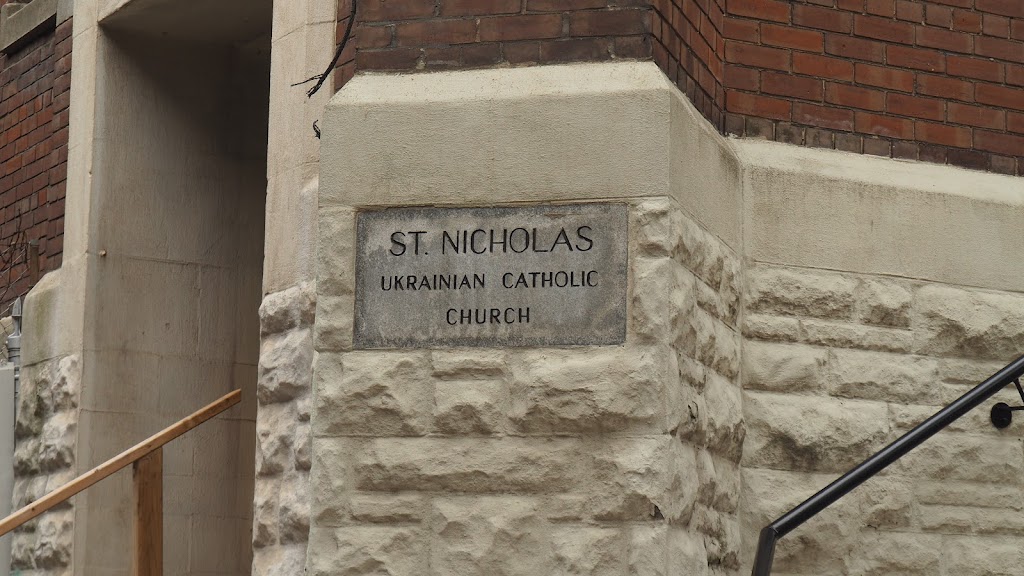 ST. NICHOLAS
UKRAINIAN CATHOLIC
CHURCH